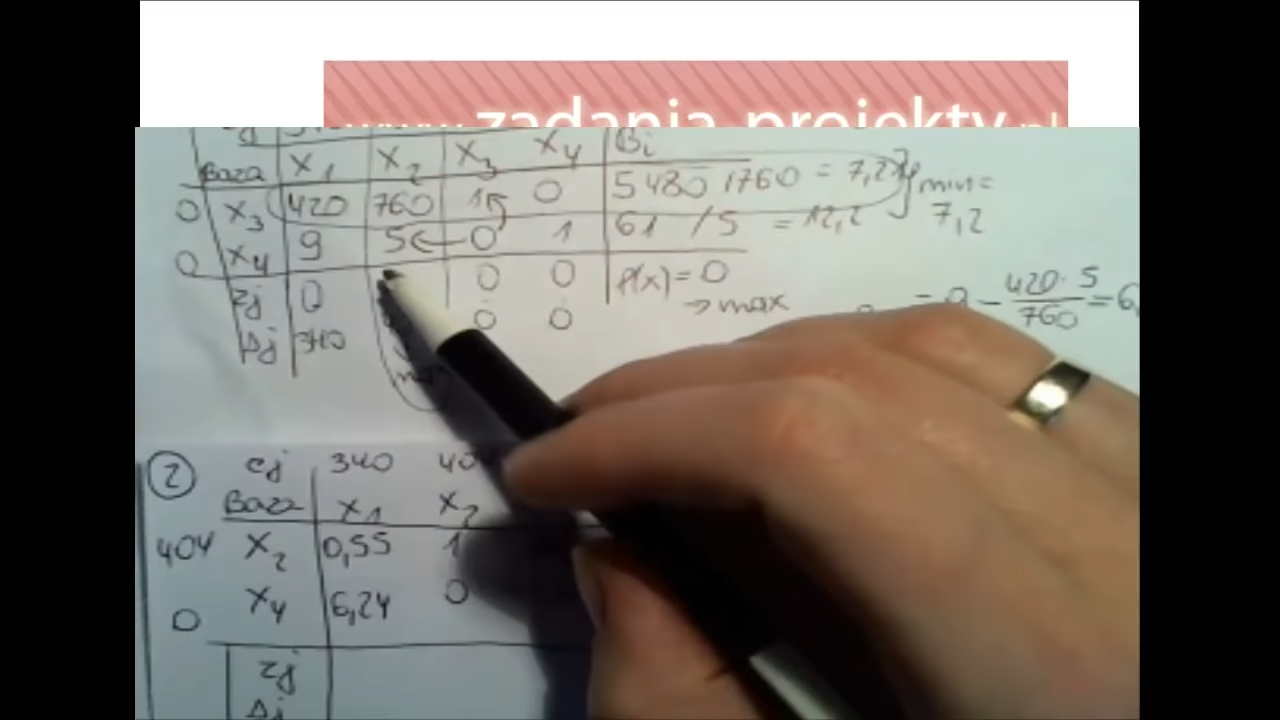 www.zadania-projekty.pl
Baza X1 X2 X3 X4 Bi
0 X3 420 760 1 0 5480 /760 = 7,21 } min =
7,2
0 X4 9 5 0 1 61 /5 = 12,2
zj 0 0 0 f(x) = 0
→ max
Δj 340 0 0
- 9 - 420·5
760 = 6,
2 cj 340 40
Baza X1 X2
404 X2 0,55 1
0 X4 6,24 0
zj
Δj